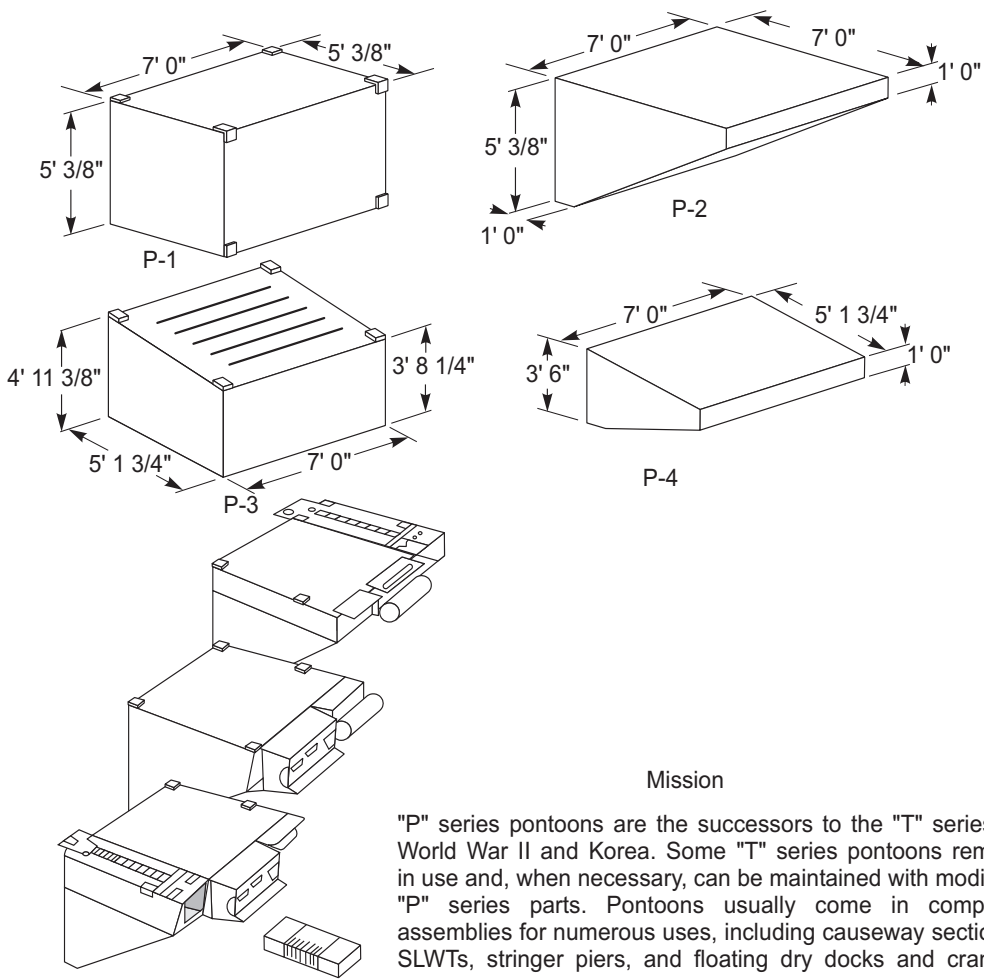 7' 0" 5' 3/8"
5' 3/8"
P-1
7' 0" 7' 0"
1' 0"
5' 3/8"
1' 0"
P-2
4' 11 3/8"
3' 8 1/4"
5' 1 3/4"
7' 0"
P-3
7' 0"
5' 1 3/4"
3' 6"
1' 0"
P-4
Mission
"P" series pontoons are the successors to the "T" series
World War II and Korea. Some "T" series pontoons rem
in use and, when necessary, can be maintained with modi
"P" series parts. Pontoons usually come in comp
assemblies for numerous uses, including causeway sectio
SLWTs, stringer piers, and floating dry docks and cran